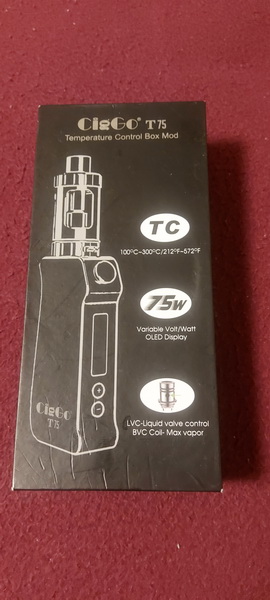 CigGo® T75
Temperature Control Box Mod
TC
100°C-300°C/212°F-572°F
75W
Variable Volt/Watt
OLED Display
LVC-Liquid valve control
BVC Coil- Max vapor
CigGo
T75